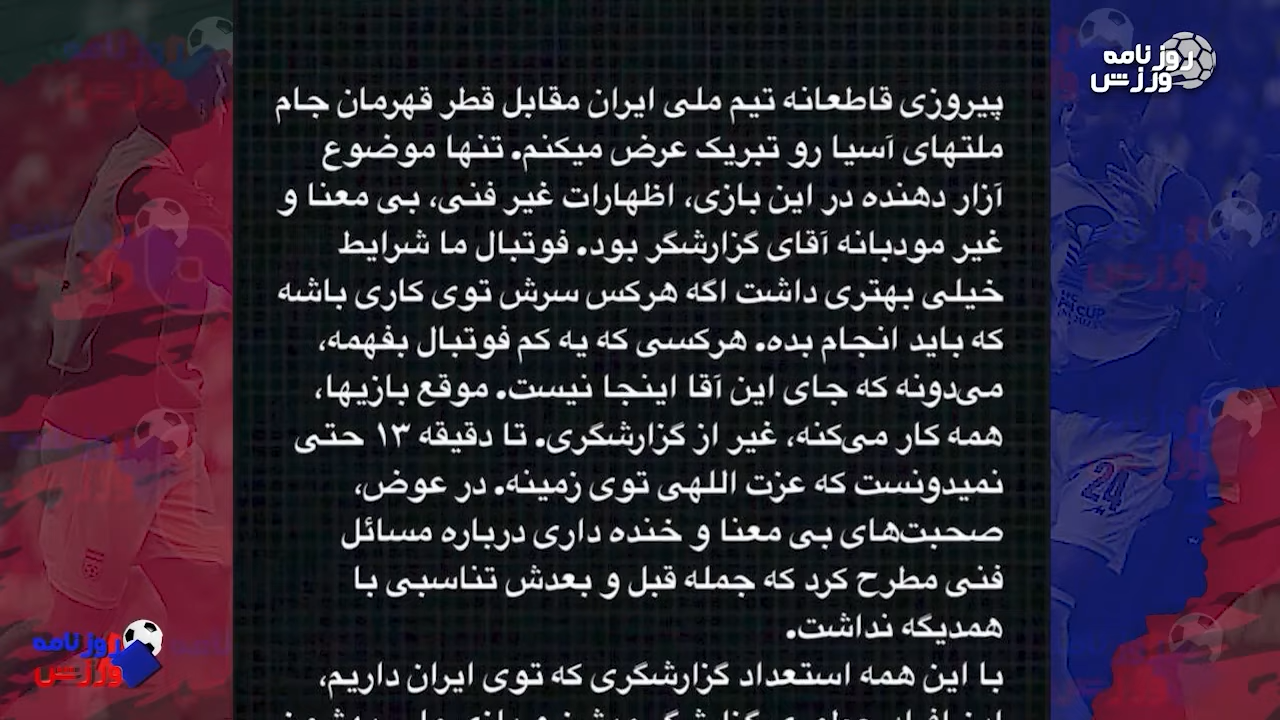 روزنامه
ورزش
پیروزی قاطعانه تیم ملی ایران مقابل قطر قهرمان جام
ملتهای آسیا رو تبریک عرض میکنم. تنها موضوع
آزار دهنده در این بازی، اظهارات غیر فنی، بی معنا و
غیر مودبانه آقای گزارشگر بود. فوتبال ما شرایط
خیلی بهتری داشت اگه هرکس سرش توی کاری باشه
که باید انجام بده. هرکسی که یه کم فوتبال بفهمه،
می‌دونه که جای این آقا اینجا نیست. موقع بازیها،
همه کار می‌کنه، غیر از گزارشگری. تا دقیقه ۱۳ حتی
نمیدونست که عزت اللهی توی زمینه. در عوض،
صحبت‌های بی معنا و خنده داری درباره مسائل
فنی مطرح کرد که جمله قبل و بعدش تناسبی با
همدیگه نداشت.
با این همه استعداد گزارشگری که توی ایران داریم،
24
روزنامه
ورزش